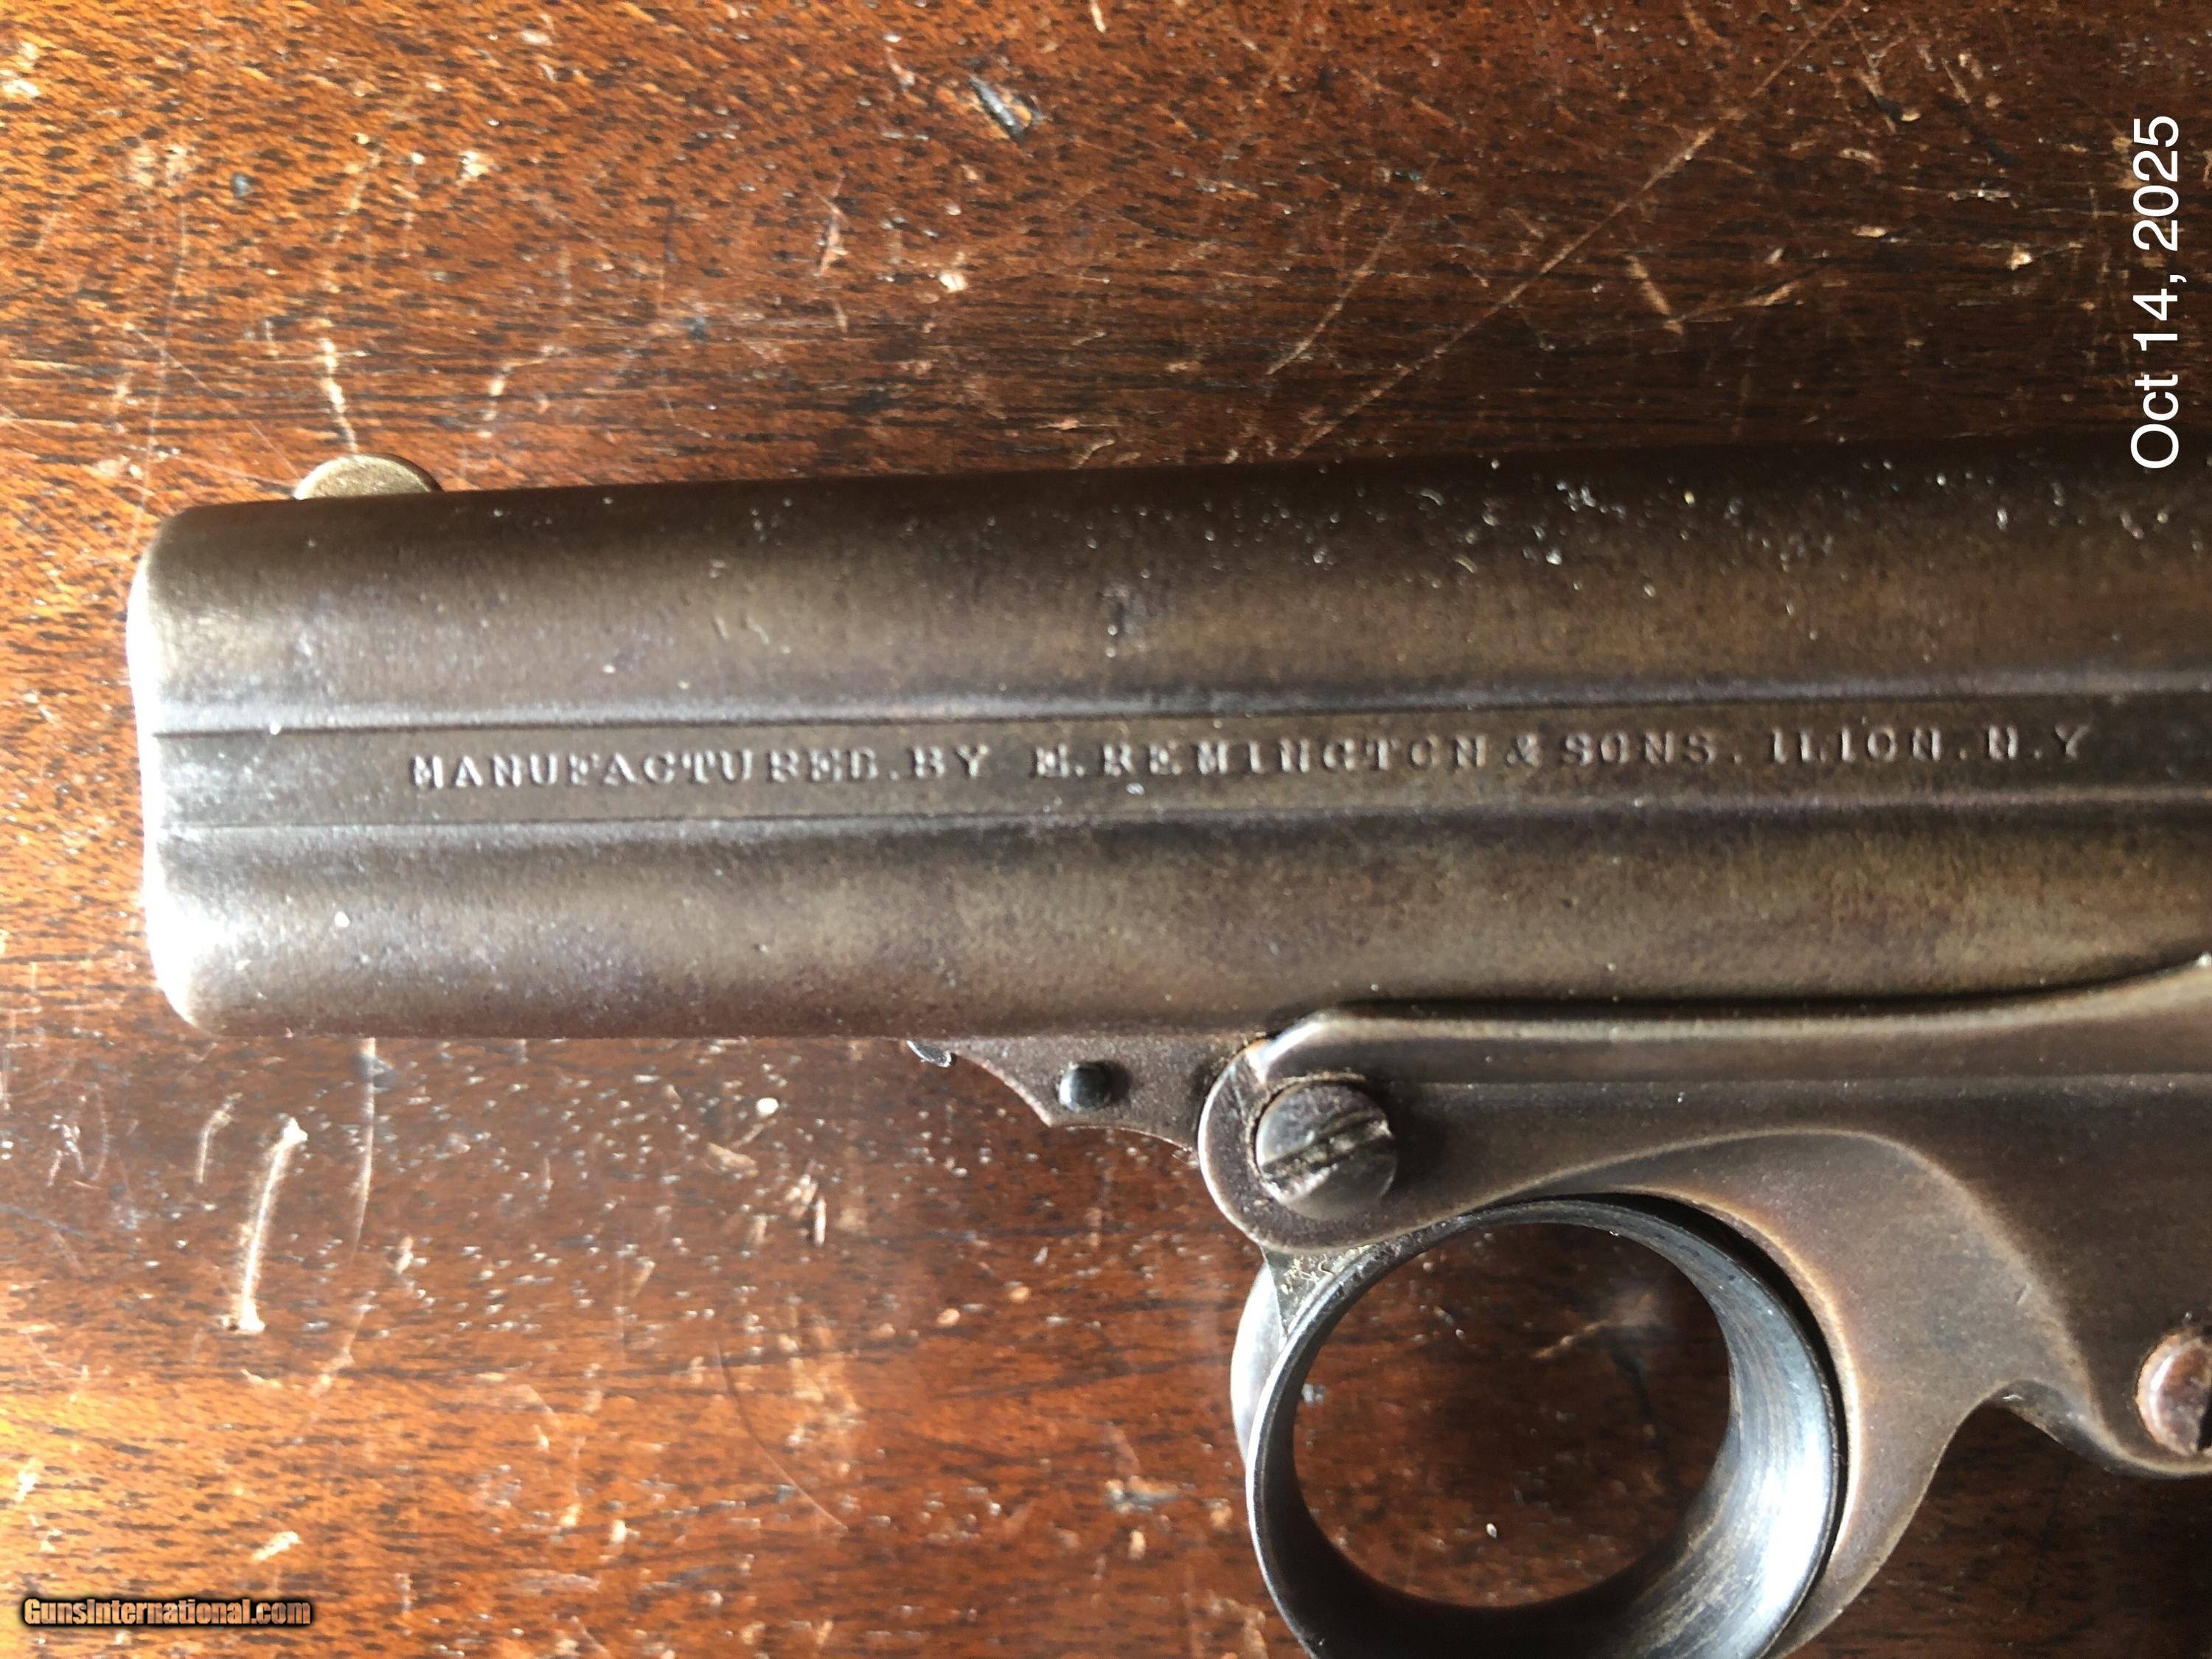 Oct 14, 2025
MANUFACTURED.BY E.REMINGTON & SONS. ILION. N.Y
GunsInternational.com